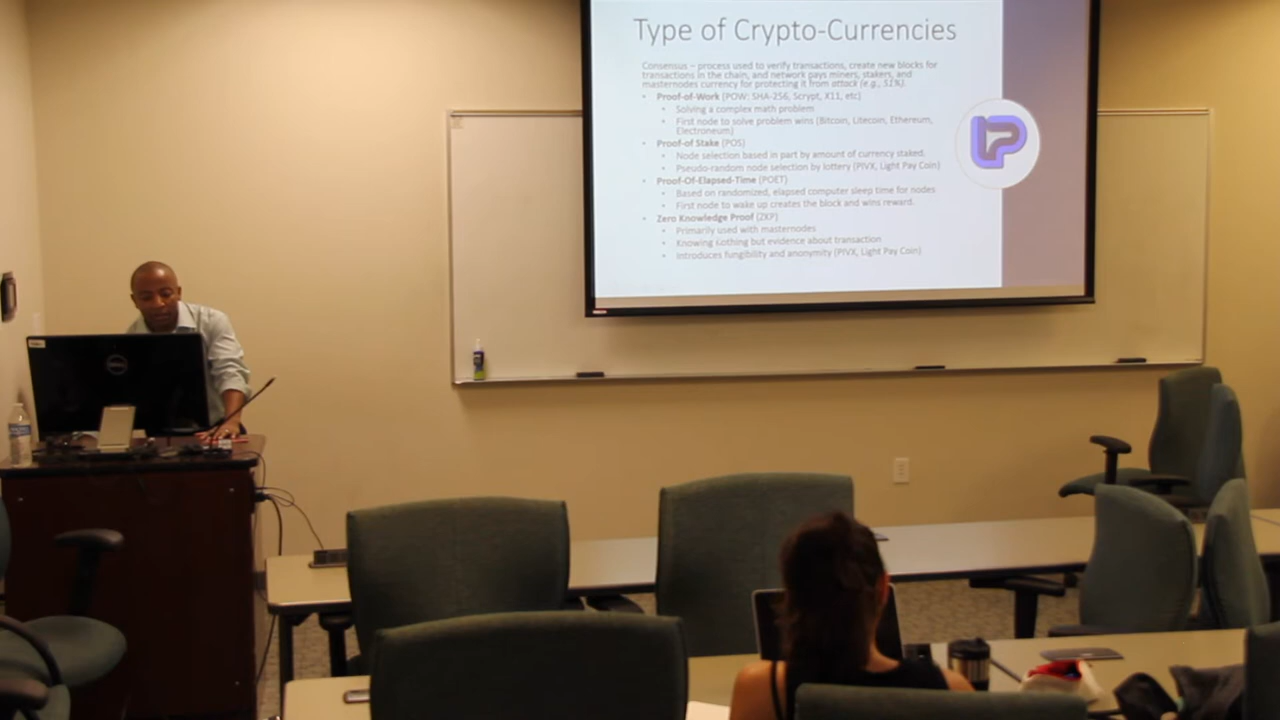 Type of Crypto-Currencies
Consensus – process used to verify transactions, create new blocks for
transactions in the chain, and network pays miners, stakers, and
masternodes currency for protecting it from attack (e.g., 51%).
• Proof-of-Work (POW: SHA-256, Scrypt, X11, etc)
• Solving a complex math problem
• First node to solve problem wins (Bitcoin, Litecoin, Ethereum,
Electroneum)
• Proof-of Stake (POS)
• Node selection based in part by amount of currency staked.
• Pseudo-random node selection by lottery (PIVX, Light Pay Coin)
• Proof-Of-Elapsed-Time (POET)
• Based on randomized, elapsed computer sleep time for nodes
• First node to wake up creates the block and wins reward.
• Zero Knowledge Proof (ZKP)
• Primarily used with masternodes
• Knowing nothing but evidence about transaction
• Introduces fungibility and anonymity (PIVX, Light Pay Coin)
LP
DELL